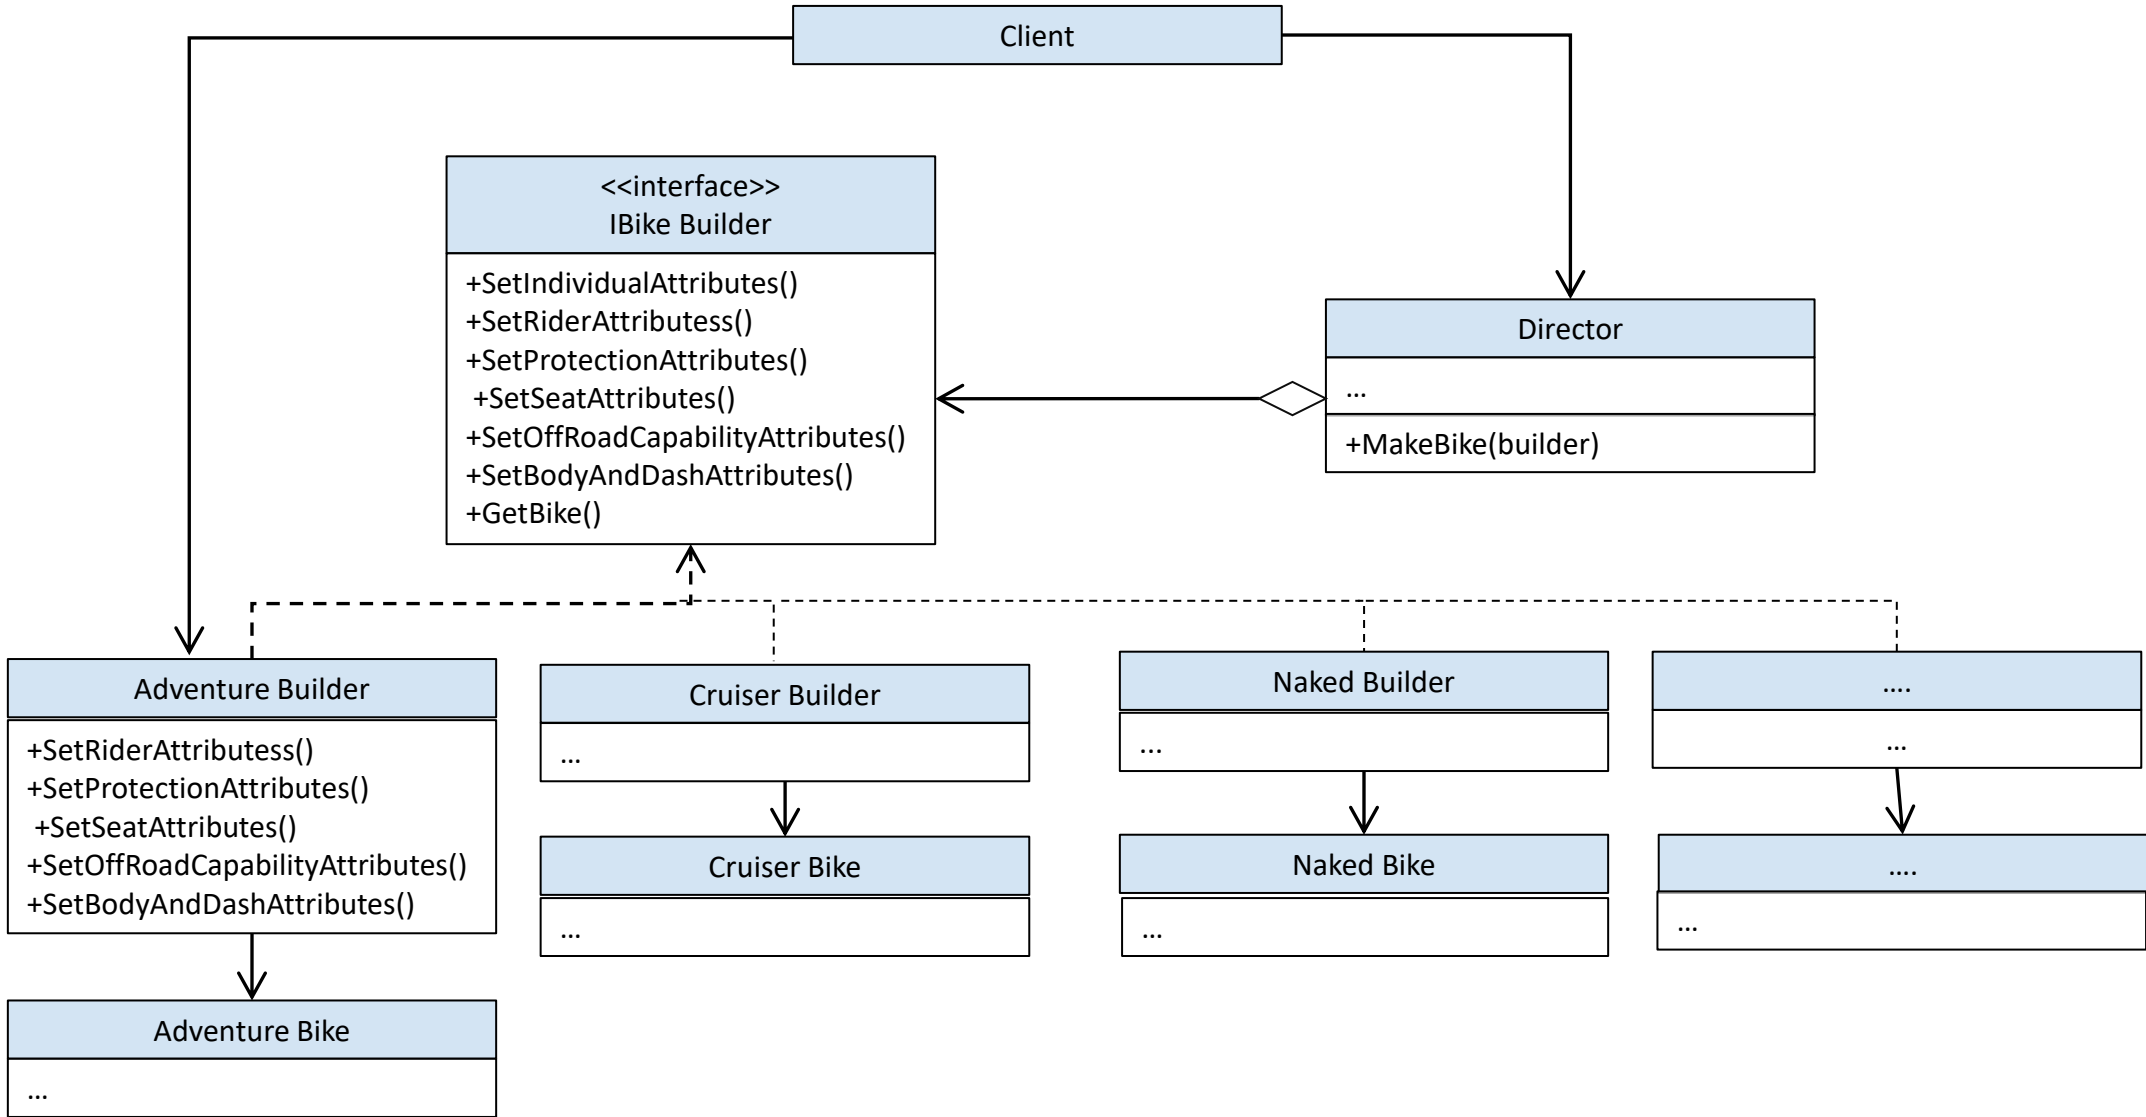 Client
<<interface>>
IBike Builder
+SetIndividualAttributes()
+SetRiderAttributess()
+SetProtectionAttributes()
+SetSeatAttributes()
+SetOffRoadCapabilityAttributes()
+SetBodyAndDashAttributes()
+GetBike()
Director
...
+MakeBike(builder)
Adventure Builder
+SetRiderAttributess()
+SetProtectionAttributes()
+SetSeatAttributes()
+SetOffRoadCapabilityAttributes()
+SetBodyAndDashAttributes()
Cruiser Builder
...
Naked Builder
...
....
...
Cruiser Bike
...
Naked Bike
...
....
...
Adventure Bike
...